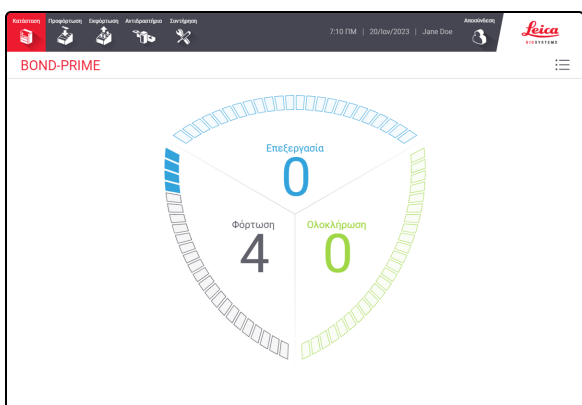 Κατάσταση Προφόρτωση Εκφόρτωση Αντιδραστήριο Συντήρηση
7:10 ΠΜ | 20/Ιαν/2023 | Jane Doe
Αποσύνδεση
Leica
BIOSYSTEMS
BOND-PRIME
Επεξεργασία
0
Φόρτωση
4
Ολοκλήρωση
0